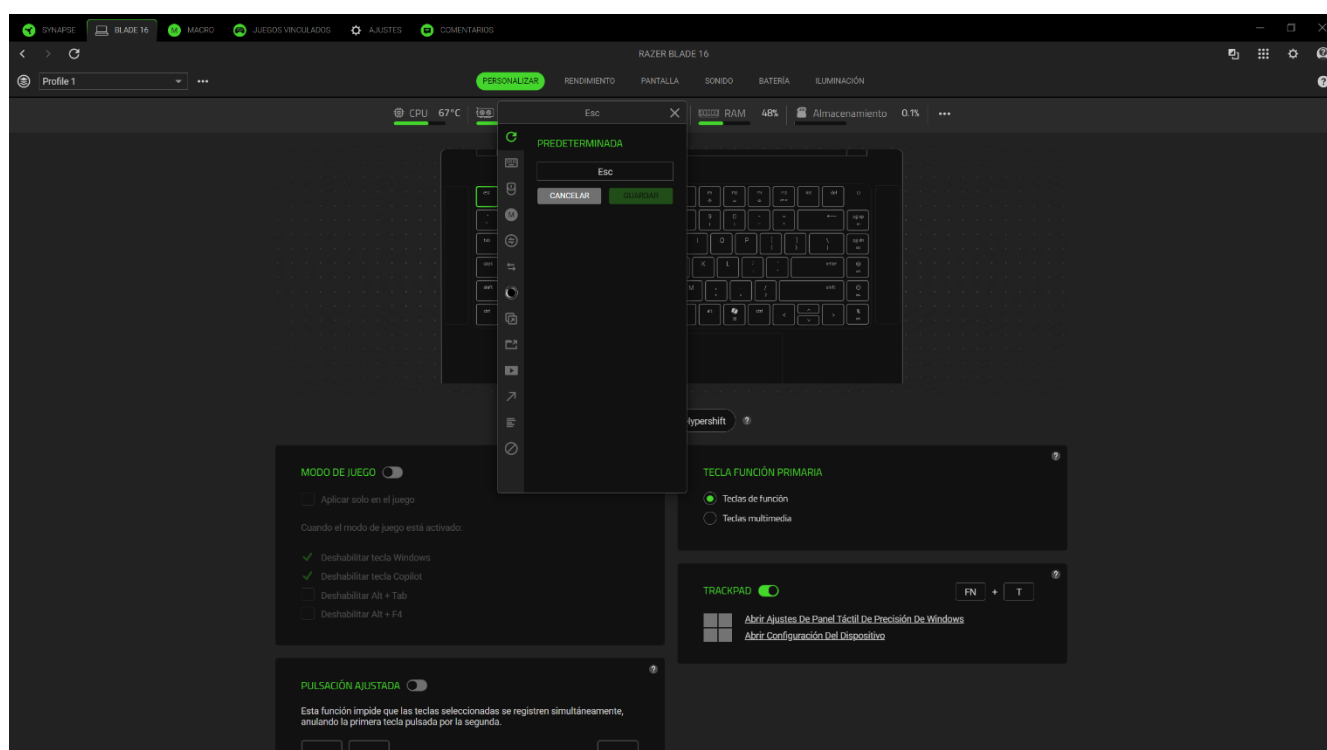 SYNAPSE BLADE 16 MACRO JUEGOS VINCULADOS AJUSTES COMENTARIOS
RAZER BLADE 16
Profile 1
PERSONALIZAR RENDIMIENTO PANTALLA SONIDO BATERÍA ILUMINACIÓN
CPU 67°C RAM 48% Almacenamiento 0.1%
Esc
PREDETERMINADA
Esc
CANCELAR GUARDAR
esc
O P
K L enter
M shift
ctrl
Hypershift
MODO DE JUEGO
Aplicar solo en el juego
Cuando el modo de juego está activado:
Deshabilitar tecla Windows
Deshabilitar tecla Copilot
Deshabilitar Alt + Tab
Deshabilitar Alt + F4
TECLA FUNCIÓN PRIMARIA
Teclas de función
Teclas multimedia
TRACKPAD FN + T
Abrir Ajustes De Panel Táctil De Precisión De Windows
Abrir Configuración Del Dispositivo
PULSACIÓN AJUSTADA
Esta función impide que las teclas seleccionadas se registren simultáneamente,
anulando la primera tecla pulsada por la segunda.